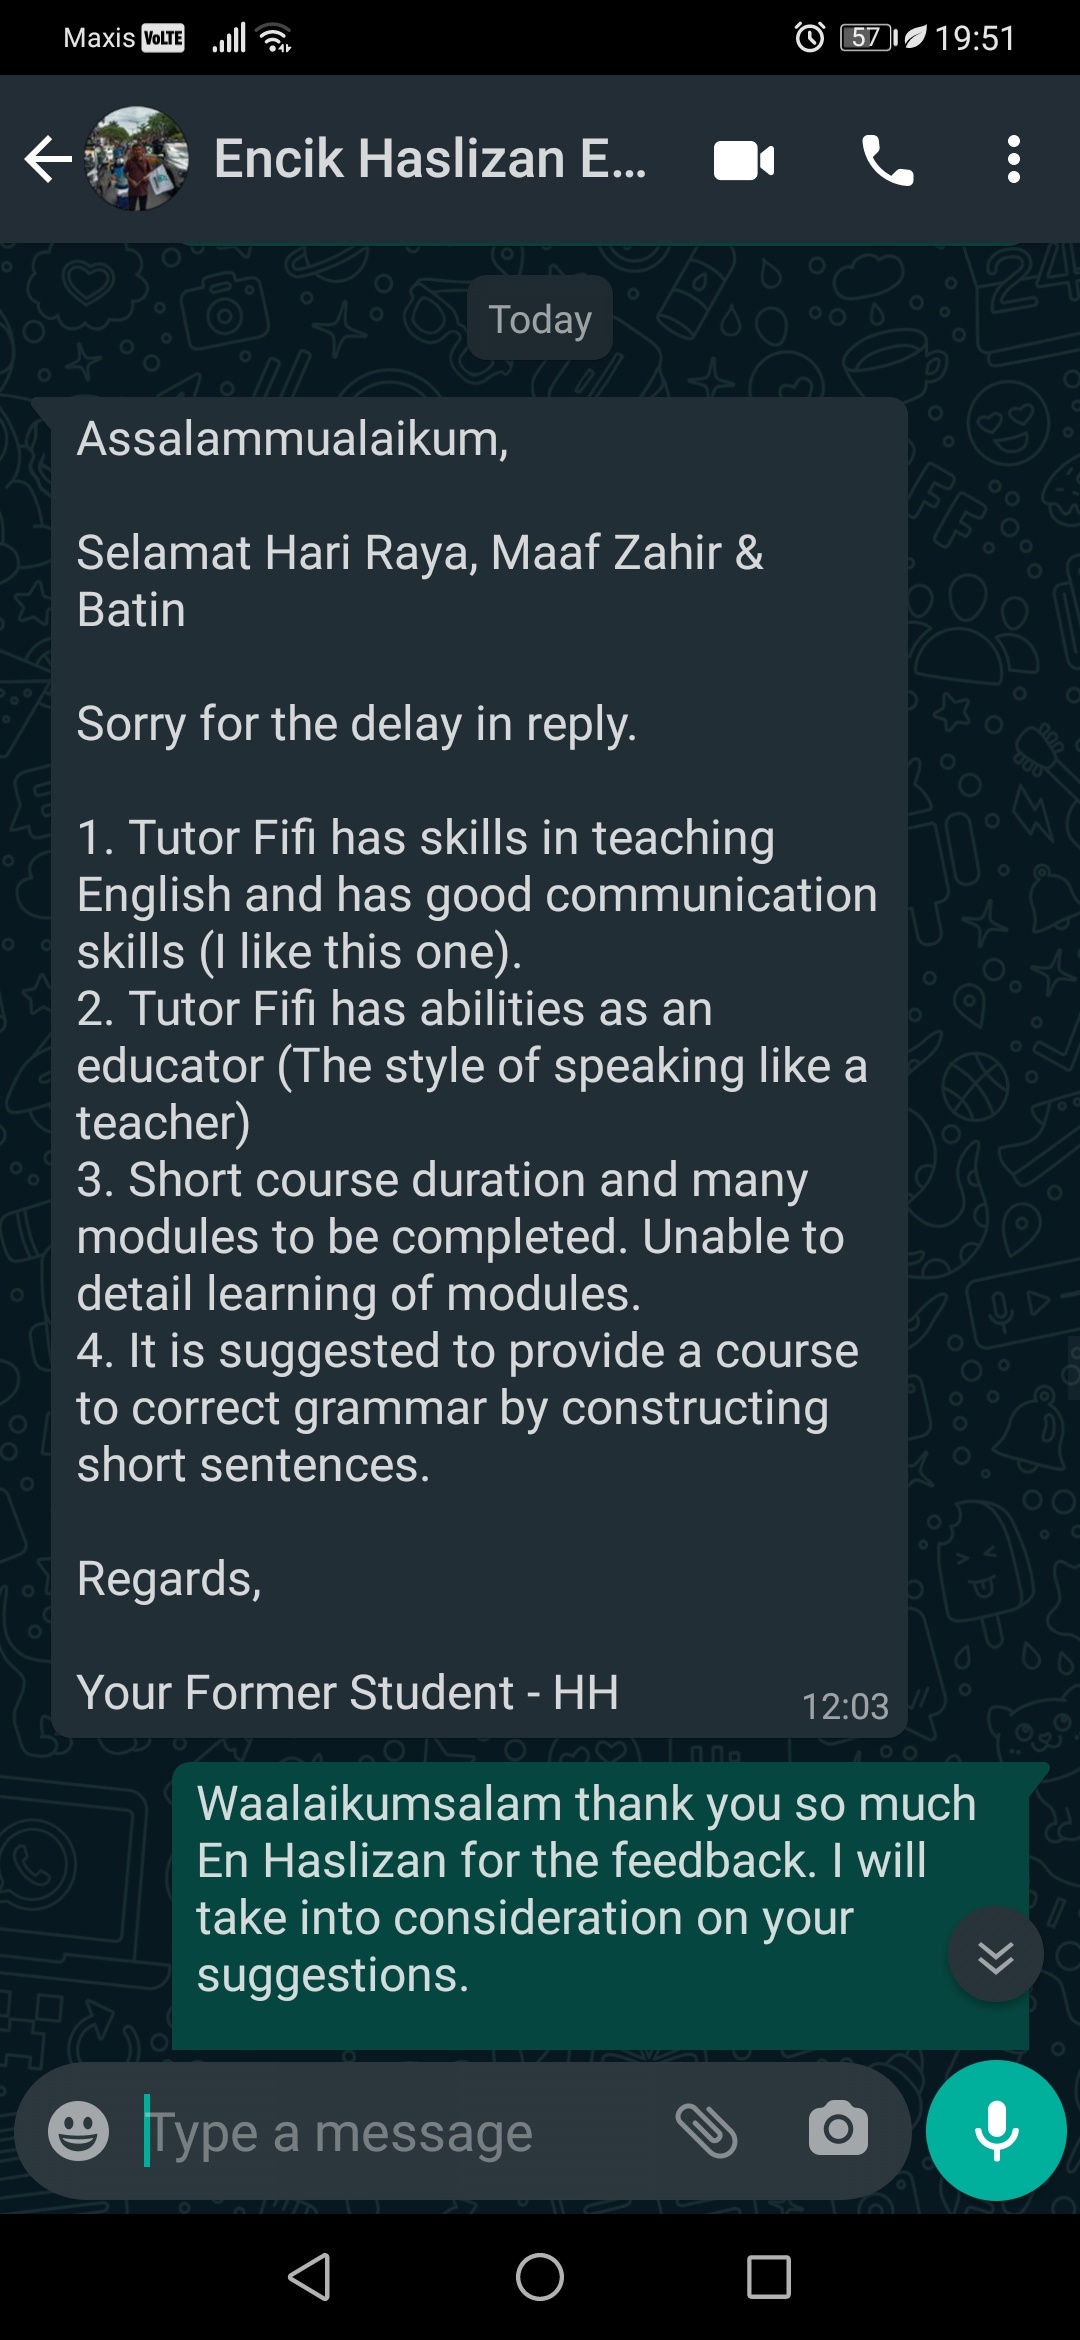 Maxis VoLTE 57 19:51
Encik Haslizan E...
Today
Assalammualaikum,
Selamat Hari Raya, Maaf Zahir &
Batin
Sorry for the delay in reply.
1. Tutor Fifi has skills in teaching
English and has good communication
skills (I like this one).
2. Tutor Fifi has abilities as an
educator (The style of speaking like a
teacher)
3. Short course duration and many
modules to be completed. Unable to
detail learning of modules.
4. It is suggested to provide a course
to correct grammar by constructing
short sentences.
Regards,
Your Former Student - HH
12:03
Waalaikumsalam thank you so much
En Haslizan for the feedback. I will
take into consideration on your
suggestions.
Type a message